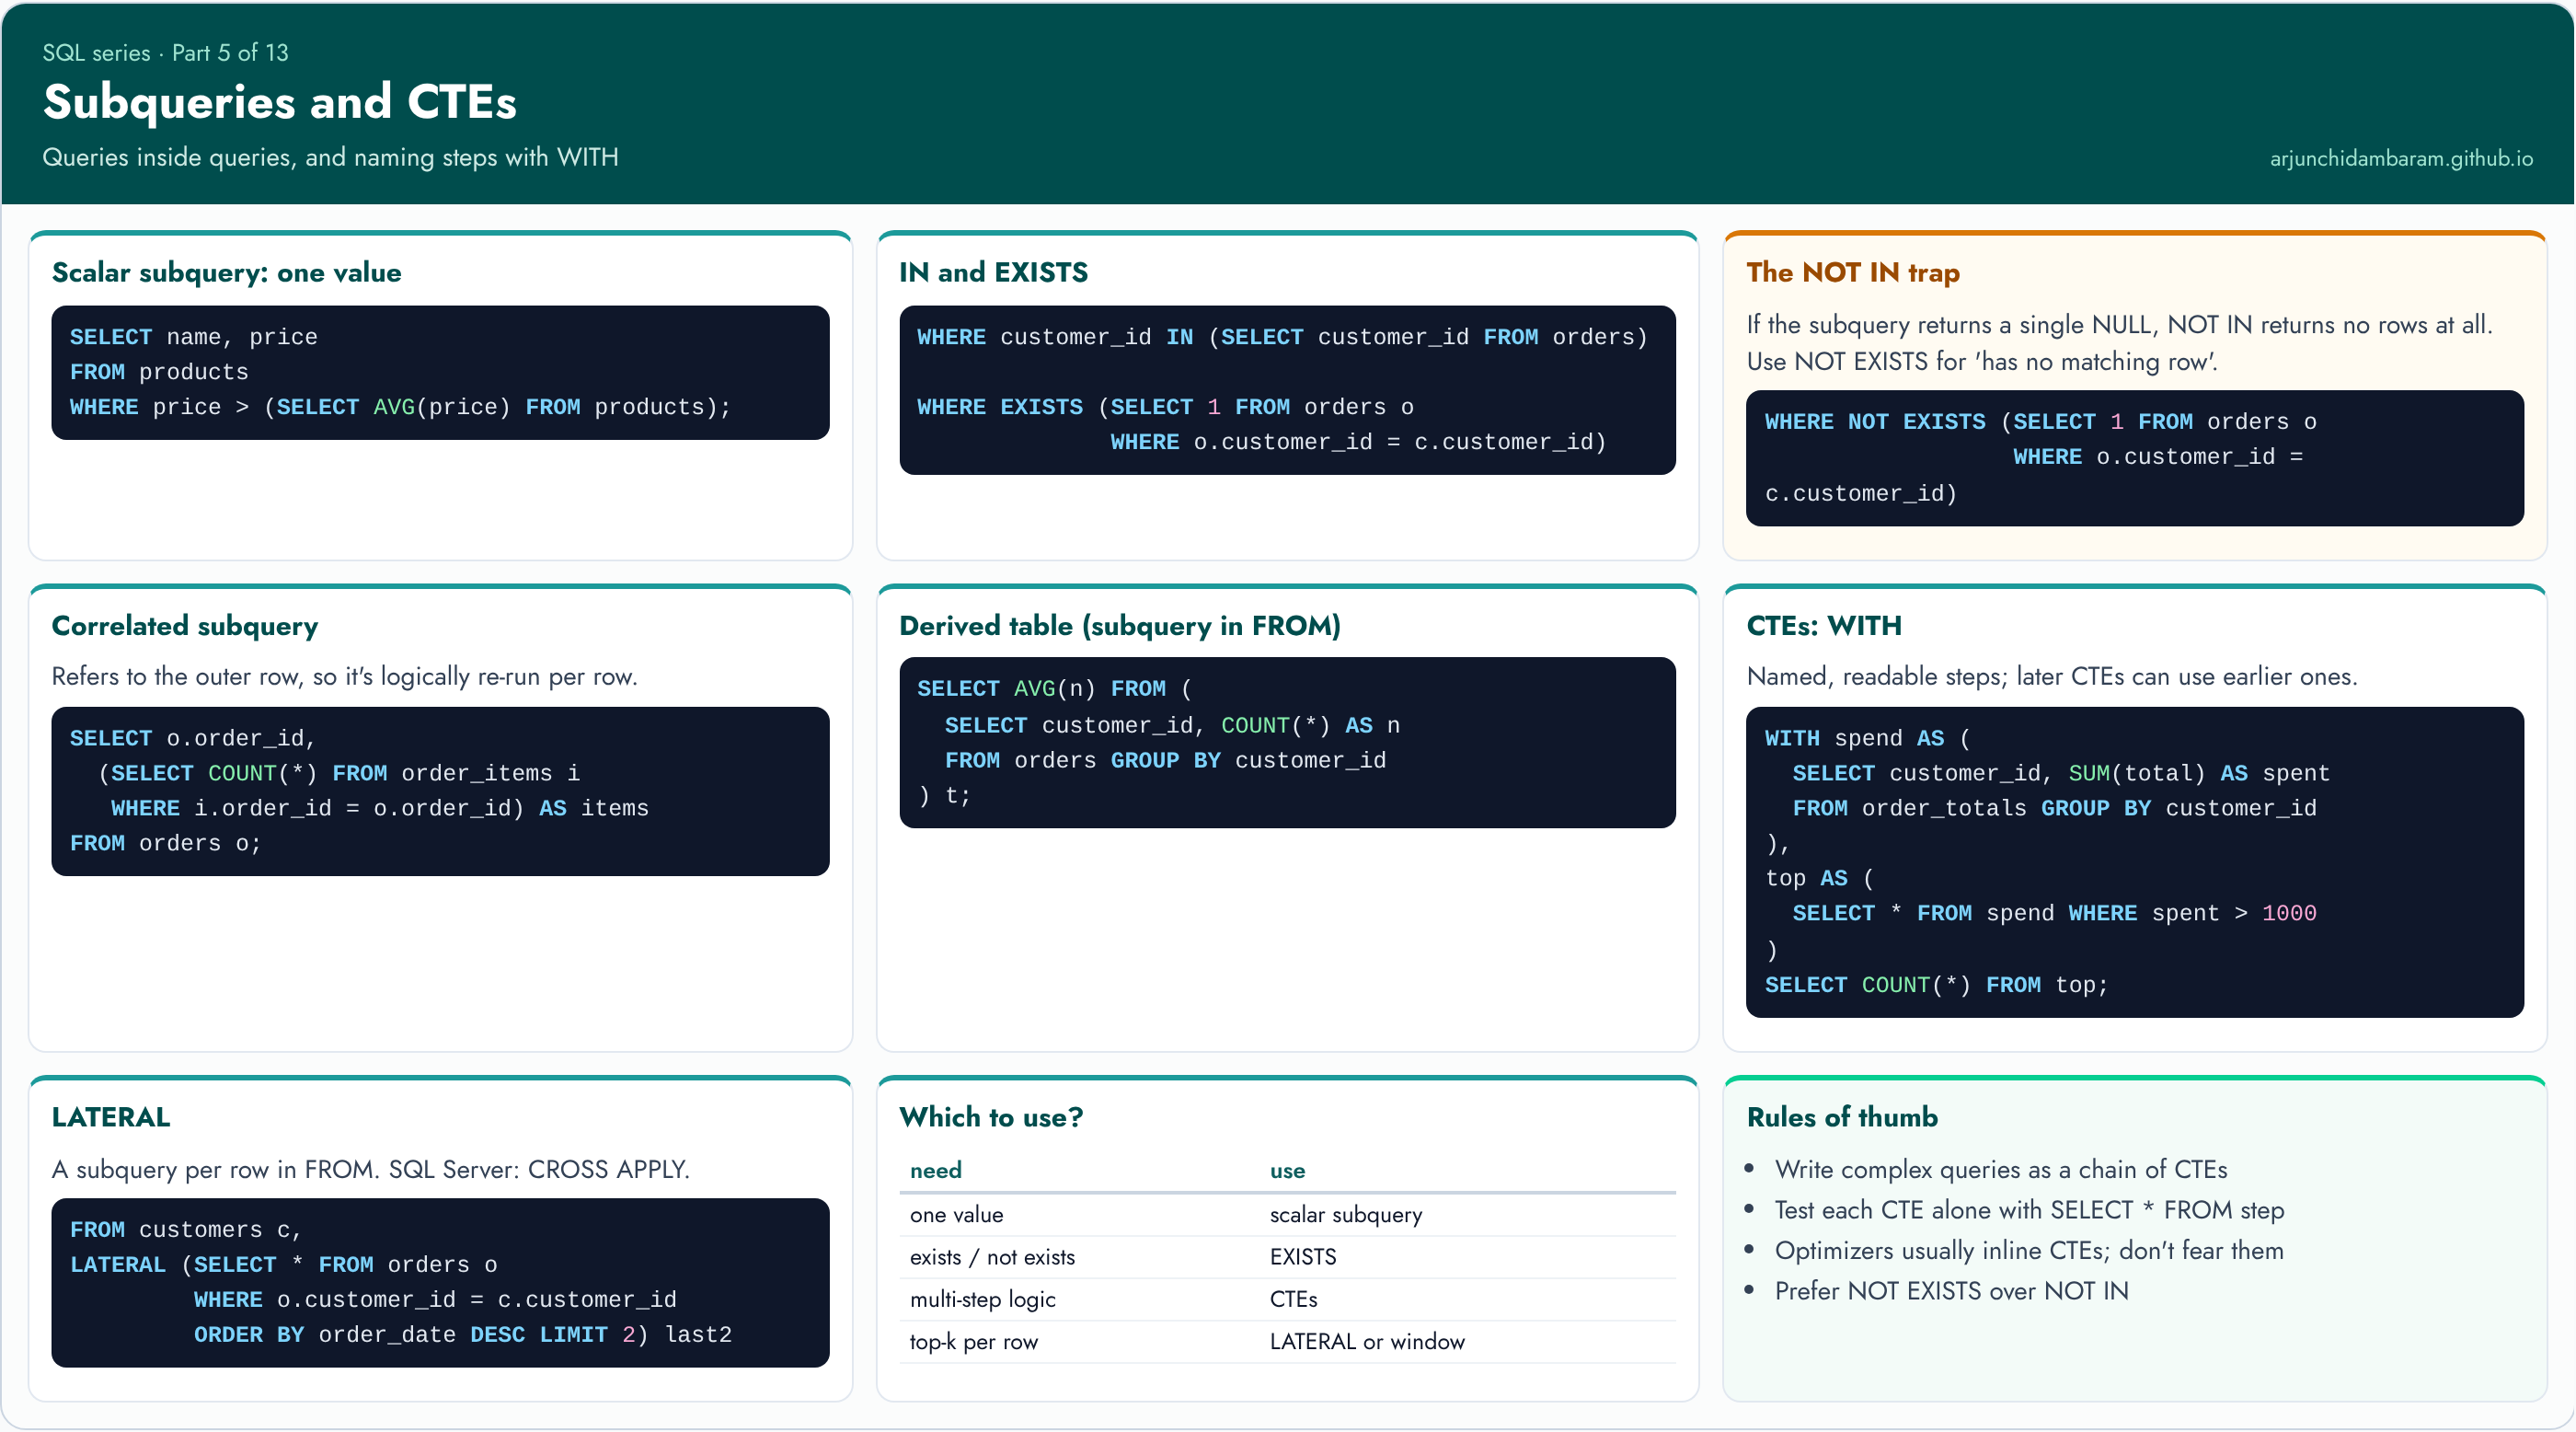 SQL series · Part 5 of 13
Subqueries and CTEs
Queries inside queries, and naming steps with WITH
arjunchidambaram.github.io
Scalar subquery: one value
SELECT name, price
FROM products
WHERE price > (SELECT AVG(price) FROM products);
IN and EXISTS
WHERE customer_id IN (SELECT customer_id FROM orders)
WHERE EXISTS (SELECT 1 FROM orders o
WHERE o.customer_id = c.customer_id)
The NOT IN trap
If the subquery returns a single NULL, NOT IN returns no rows at all.
Use NOT EXISTS for 'has no matching row'.
WHERE NOT EXISTS (SELECT 1 FROM orders o
WHERE o.customer_id =
c.customer_id)
Correlated subquery
Refers to the outer row, so it's logically re-run per row.
SELECT o.order_id,
(SELECT COUNT(*) FROM order_items i
WHERE i.order_id = o.order_id) AS items
FROM orders o;
Derived table (subquery in FROM)
SELECT AVG(n) FROM (
SELECT customer_id, COUNT(*) AS n
FROM orders GROUP BY customer_id
) t;
CTEs: WITH
Named, readable steps; later CTEs can use earlier ones.
WITH spend AS (
SELECT customer_id, SUM(total) AS spent
FROM order_totals GROUP BY customer_id
),
top AS (
SELECT * FROM spend WHERE spent > 1000
)
SELECT COUNT(*) FROM top;
LATERAL
A subquery per row in FROM. SQL Server: CROSS APPLY.
FROM customers c,
LATERAL (SELECT * FROM orders o
WHERE o.customer_id = c.customer_id
ORDER BY order_date DESC LIMIT 2) last2
Which to use?
need use
one value scalar subquery
exists / not exists EXISTS
multi-step logic CTEs
top-k per row LATERAL or window
Rules of thumb
• Write complex queries as a chain of CTEs
• Test each CTE alone with SELECT * FROM step
• Optimizers usually inline CTEs; don't fear them
• Prefer NOT EXISTS over NOT IN